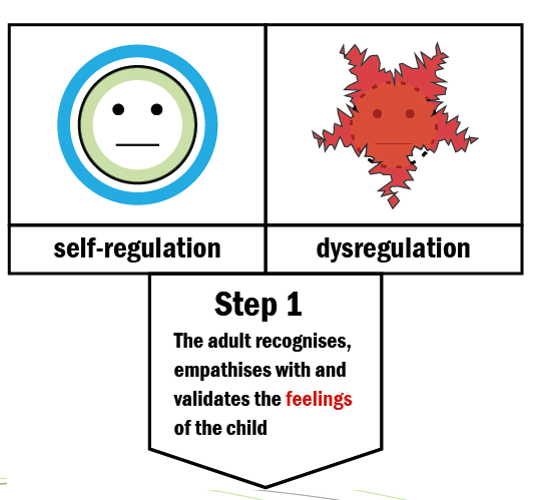 self-regulation
dysregulation
Step 1
The adult recognises,
empathises with and
validates the feelings
of the child